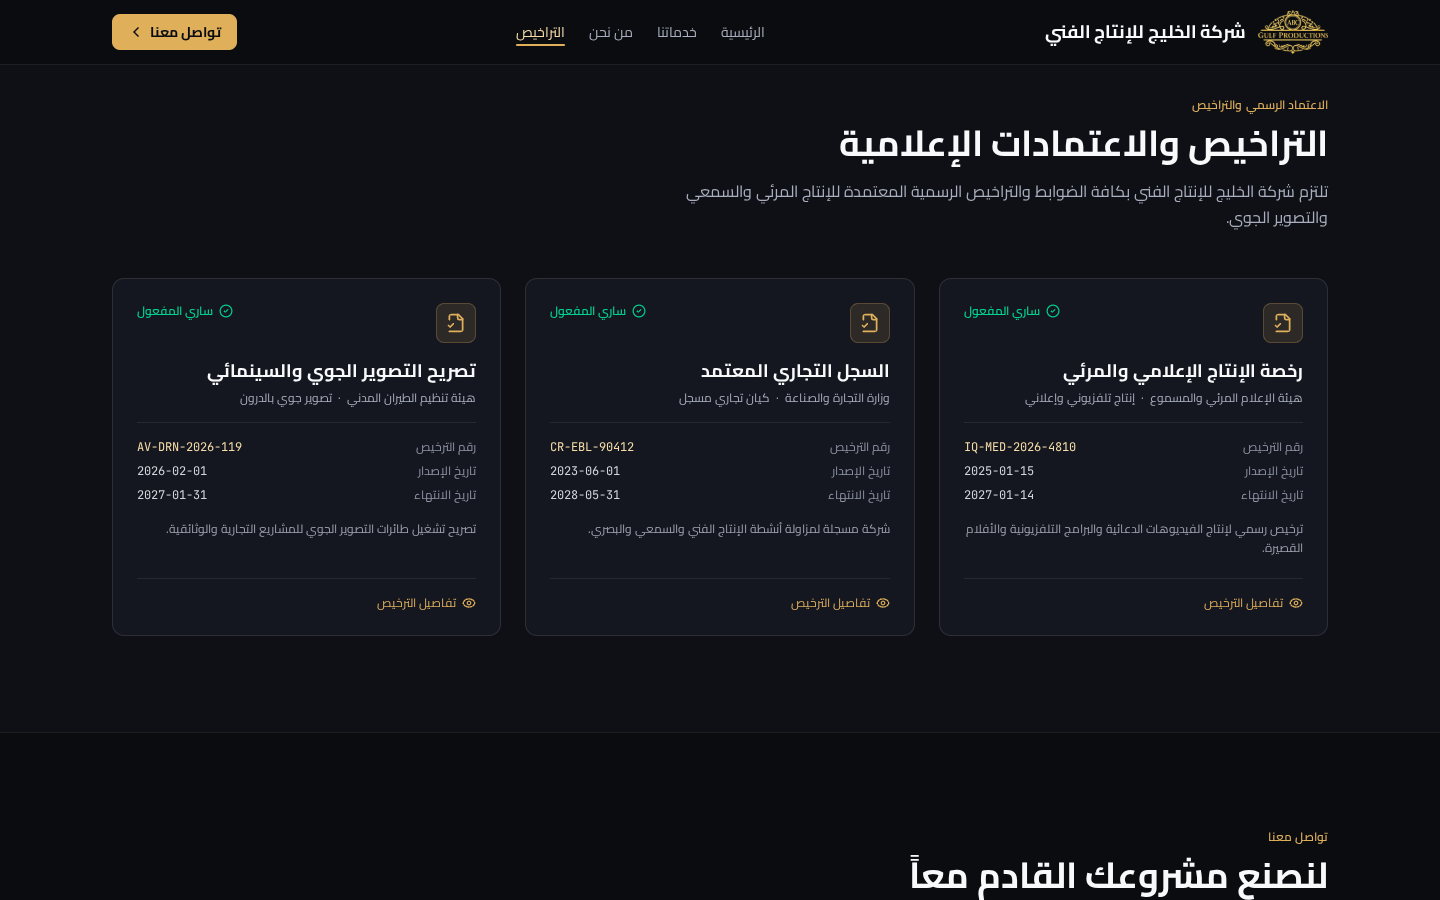 ABC
GULF PRODUCTIONS
شركة الخليج للإنتاج الفني
الرئيسية
خدماتنا
من نحن
التراخيص
تواصل معنا
الاعتماد الرسمي والتراخيص
التراخيص والاعتمادات الإعلامية
تلتزم شركة الخليج للإنتاج الفني بكافة الضوابط والتراخيص الرسمية المعتمدة للإنتاج المرئي والسمعي
والتصوير الجوي.
ساري المفعول
رخصة الإنتاج الإعلامي والمرئي
هيئة الإعلام المرئي والمسموع · إنتاج تلفزيوني وإعلاني
رقم الترخيص IQ-MED-2026-4810
تاريخ الإصدار 2025-01-15
تاريخ الانتهاء 2027-01-14
ترخيص رسمي لإنتاج الفيديوهات الدعائية والبرامج التلفزيونية والأفلام
القصيرة.
تفاصيل الترخيص
ساري المفعول
السجل التجاري المعتمد
وزارة التجارة والصناعة · كيان تجاري مسجل
رقم الترخيص CR-EBL-90412
تاريخ الإصدار 2023-06-01
تاريخ الانتهاء 2028-05-31
شركة مسجلة لمزاولة أنشطة الإنتاج الفني والسمعي والبصري.
تفاصيل الترخيص
ساري المفعول
تصريح التصوير الجوي والسينمائي
هيئة تنظيم الطيران المدني · تصوير جوي بالدرون
رقم الترخيص AV-DRN-2026-119
تاريخ الإصدار 2026-02-01
تاريخ الانتهاء 2027-01-31
تصريح تشغيل طائرات التصوير الجوي للمشاريع التجارية والوثائقية.
تفاصيل الترخيص
تواصل معنا
لنصنع مشروعك القادم معاً